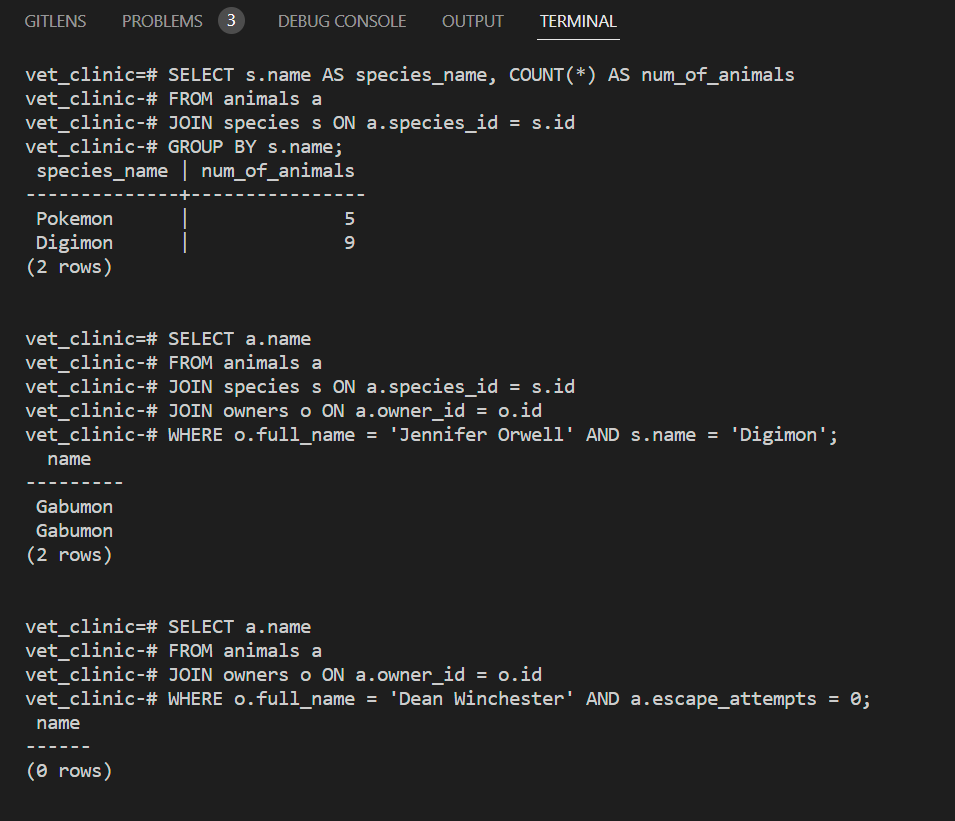 GITLENS PROBLEMS 3 DEBUG CONSOLE OUTPUT TERMINAL
vet_clinic=# SELECT s.name AS species_name, COUNT(*) AS num_of_animals
vet_clinic-# FROM animals a
vet_clinic-# JOIN species s ON a.species_id = s.id
vet_clinic-# GROUP BY s.name;
 species_name | num_of_animals
--------------+----------------
 Pokemon      |              5
 Digimon      |              9
(2 rows)
vet_clinic=# SELECT a.name
vet_clinic-# FROM animals a
vet_clinic-# JOIN species s ON a.species_id = s.id
vet_clinic-# JOIN owners o ON a.owner_id = o.id
vet_clinic-# WHERE o.full_name = 'Jennifer Orwell' AND s.name = 'Digimon';
  name
---------
 Gabumon
 Gabumon
(2 rows)
vet_clinic=# SELECT a.name
vet_clinic-# FROM animals a
vet_clinic-# JOIN owners o ON a.owner_id = o.id
vet_clinic-# WHERE o.full_name = 'Dean Winchester' AND a.escape_attempts = 0;
 name
------
(0 rows)